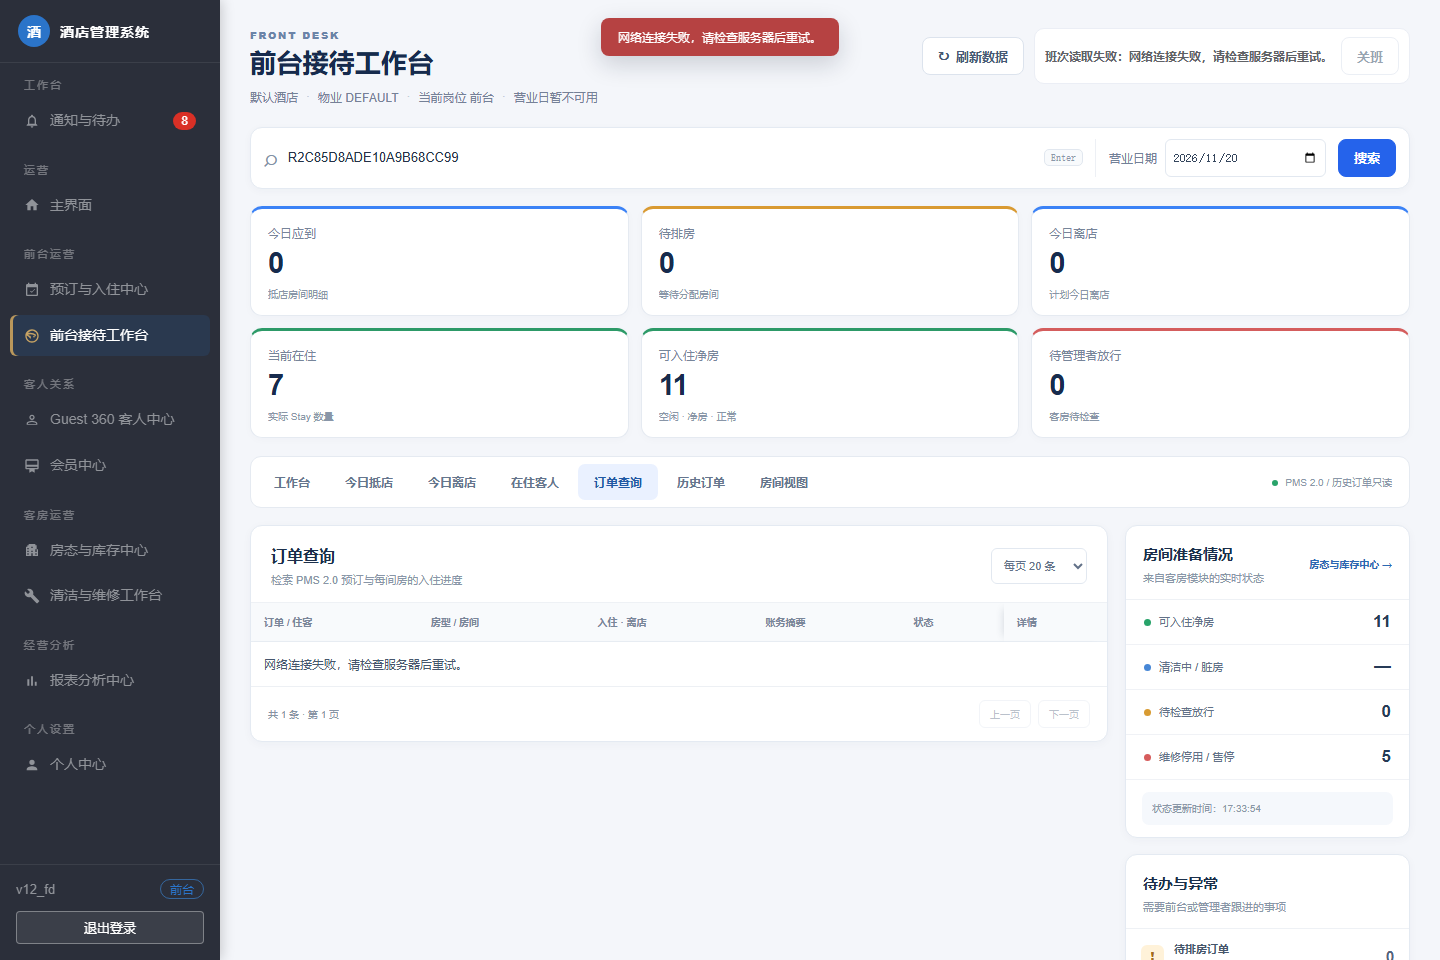 酒 酒店管理系统
工作台
通知与待办 8
运营
主界面
前台运营
预订与入住中心
前台接待工作台
客人关系
Guest 360 客人中心
会员中心
客房运营
房态与库存中心
清洁与维修工作台
经营分析
报表分析中心
个人设置
个人中心
v12_fd 前台
退出登录
网络连接失败，请检查服务器后重试。
FRONT DESK
前台接待工作台
默认酒店 · 物业 DEFAULT · 当前岗位 前台 · 营业日暂不可用
↻ 刷新数据
班次读取失败：网络连接失败，请检查服务器后重试。 关班
R2C85D8ADE10A9B68CC99 Enter 营业日期 2026/11/20 搜索
今日应到
0
抵店房间明细
待排房
0
等待分配房间
今日离店
0
计划今日离店
当前在住
7
实际 Stay 数量
可入住净房
11
空闲 · 净房 · 正常
待管理者放行
0
客房待检查
工作台 今日抵店 今日离店 在住客人 订单查询 历史订单 房间视图 PMS 2.0 / 历史订单只读
订单查询
检索 PMS 2.0 预订与每间房的入住进度
每页 20 条
订单 / 住客 房型 / 房间 入住 · 离店 账务摘要 状态 详情
网络连接失败，请检查服务器后重试。
共 1 条 · 第 1 页 上一页 下一页
房间准备情况
来自客房模块的实时状态
房态与库存中心 →
可入住净房 11
清洁中 / 脏房 —
待检查放行 0
维修停用 / 售停 5
状态更新时间：17:33:54
待办与异常
需要前台或管理者跟进的事项
! 待排房订单 0